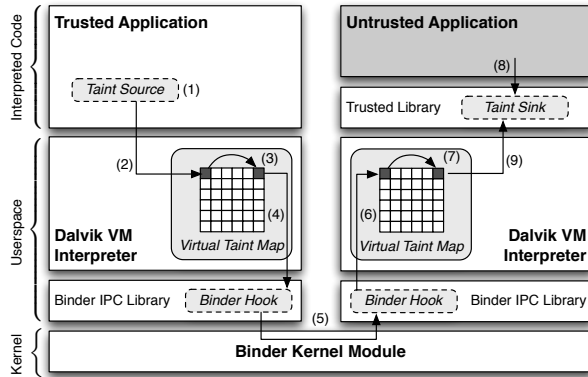 Interpreted Code
Trusted Application
Taint Source
(1)
Untrusted Application
(8)
Trusted Library
Taint Sink
Userspace
(2)
(3)
(4)
Virtual Taint Map
Dalvik VM
Interpreter
(9)
(7)
(6)
Virtual Taint Map
Dalvik VM
Interpreter
Binder IPC Library
Binder Hook
(5)
Binder Hook
Binder IPC Library
Kernel
Binder Kernel Module